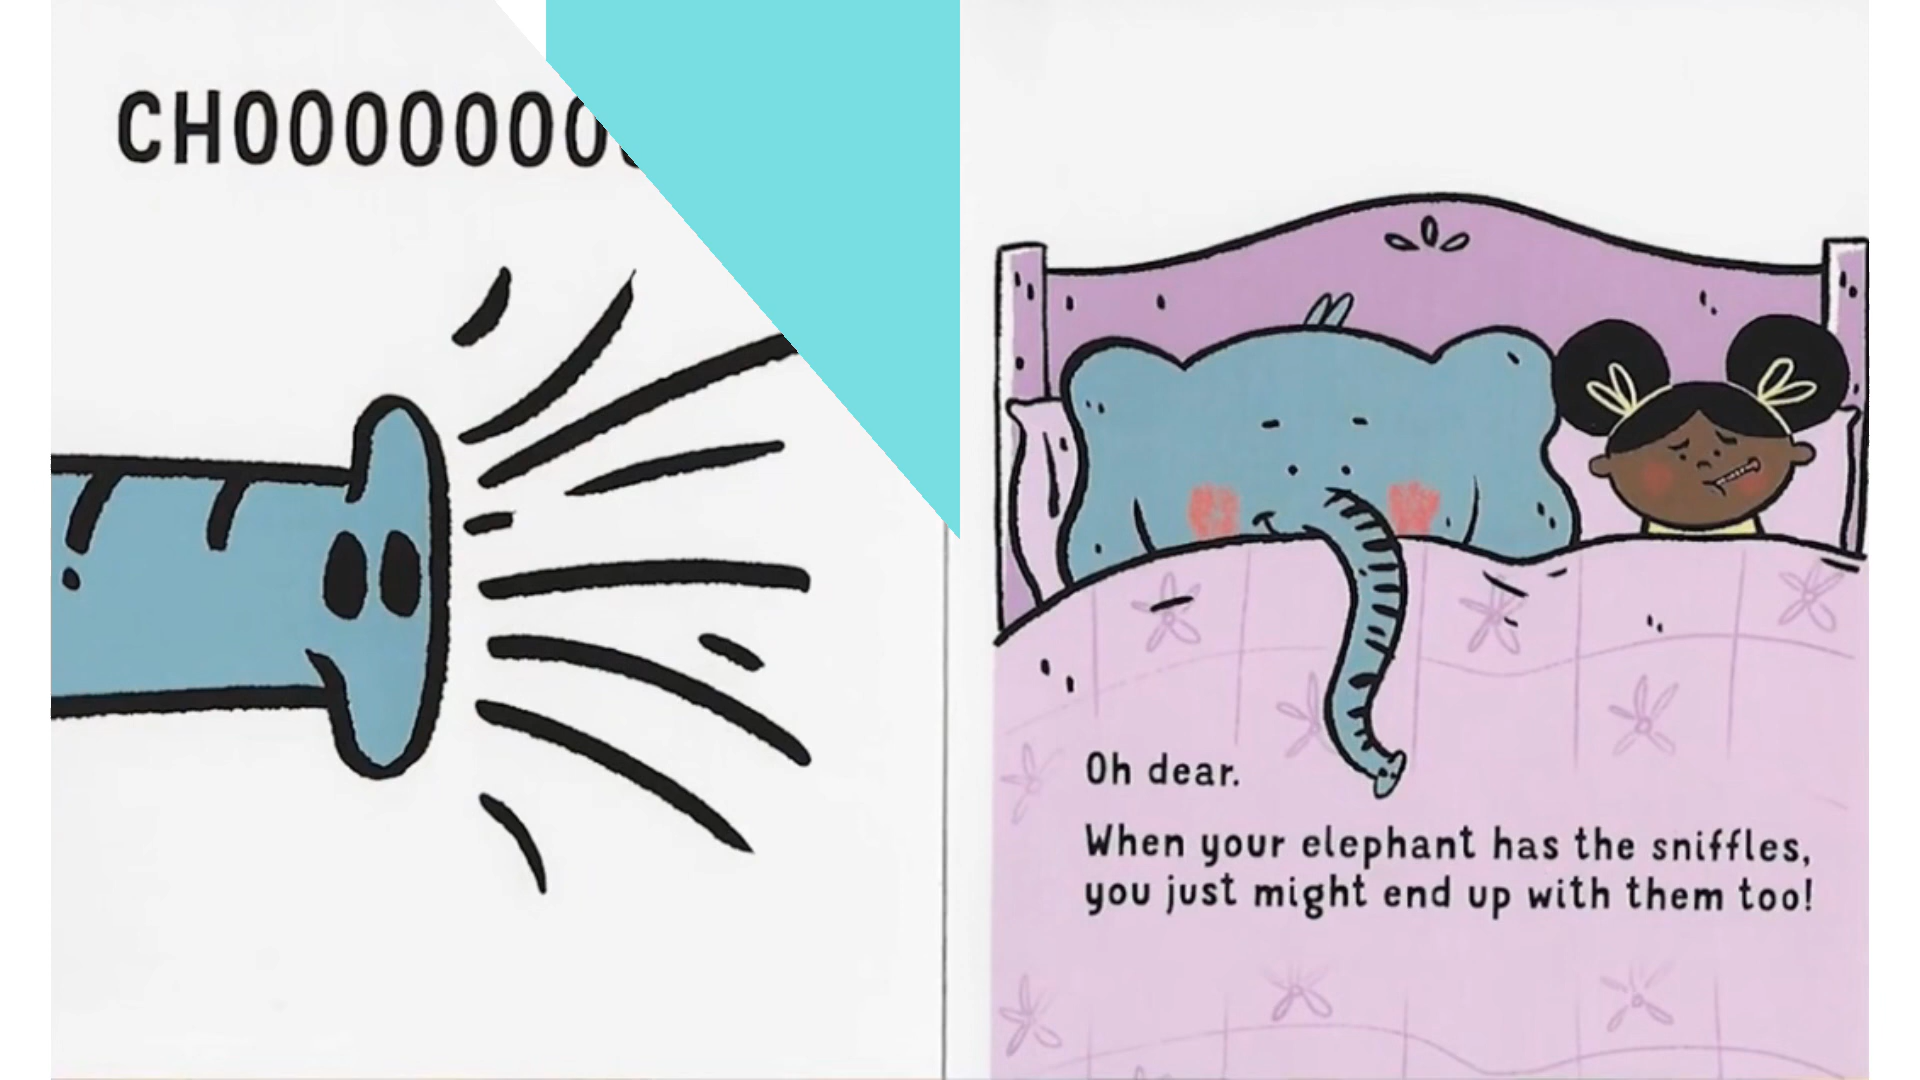 CHOOOOOOO
Oh dear.
When your elephant has the sniffles,
you just might end up with them too!